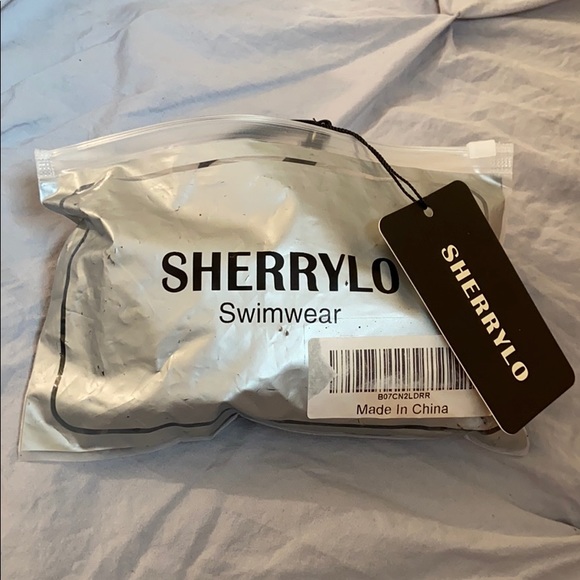 SHERRYLO
Swimwear
B07CN2LDRR
Made In China
SHERRYLO